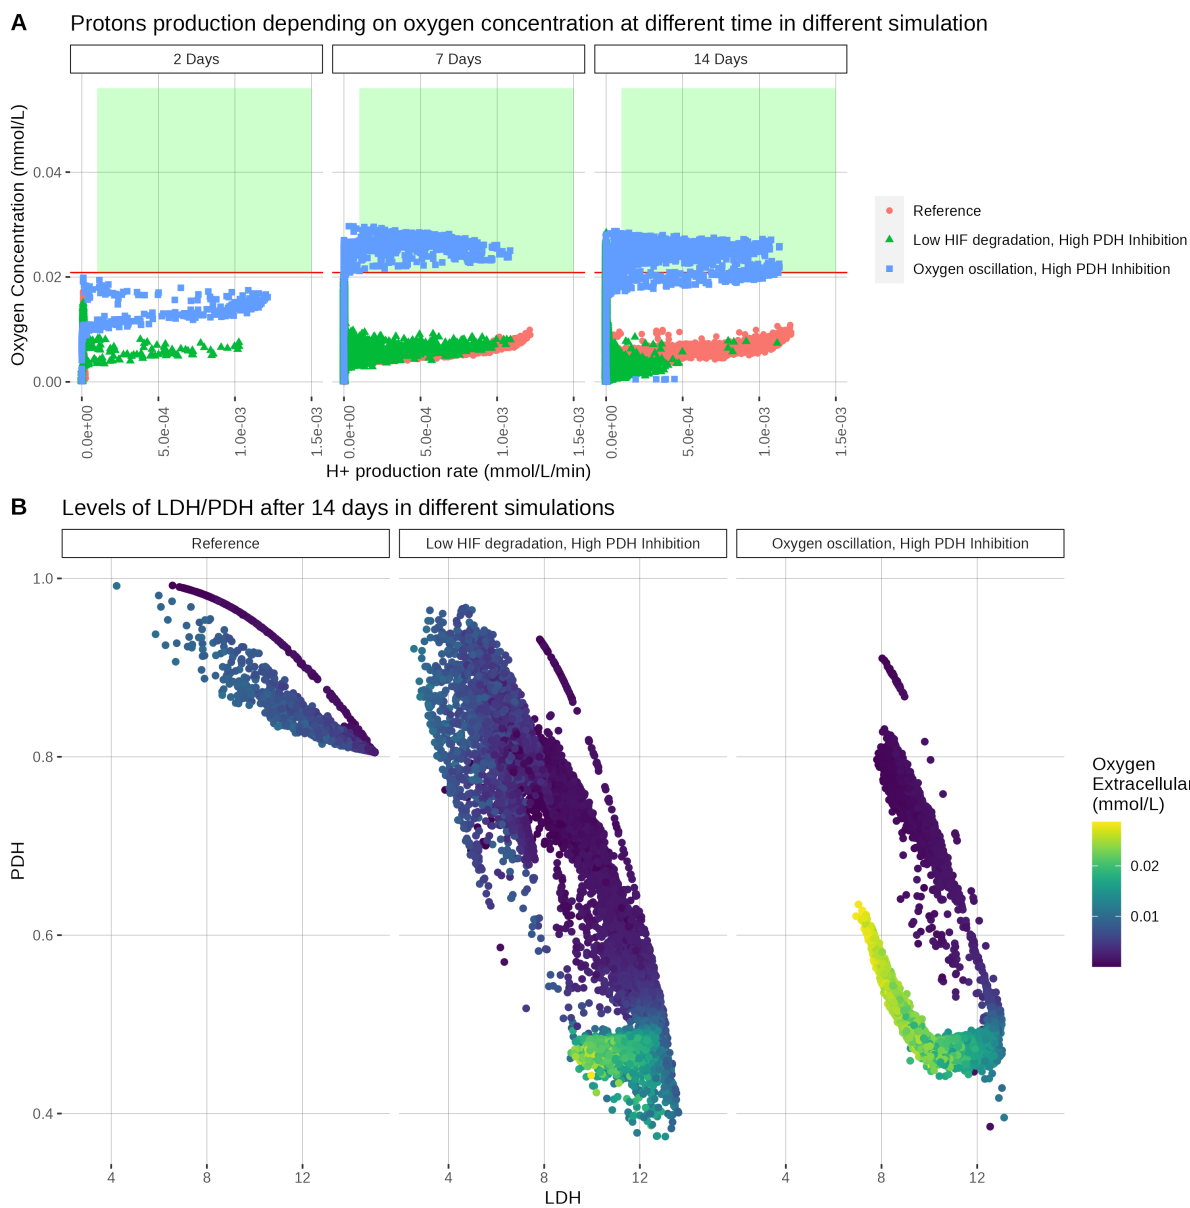 A
Protons production depending on oxygen concentration at different time in different simulation
2 Days
7 Days
14 Days
Oxygen Concentration (mmol/L)
0.04
0.02
0.00
0.0e+00
5.0e-04
1.0e-03
1.5e-03
0.0e+00
5.0e-04
1.0e-03
1.5e-03
0.0e+00
5.0e-04
1.0e-03
1.5e-03
H+ production rate (mmol/L/min)
Reference
Low HIF degradation, High PDH Inhibition
Oxygen oscillation, High PDH Inhibition
B
Levels of LDH/PDH after 14 days in different simulations
Reference
Low HIF degradation, High PDH Inhibition
Oxygen oscillation, High PDH Inhibition
PDH
1.0
0.8
0.6
0.4
4
8
12
4
8
12
4
8
12
LDH
Oxygen
Extracellular
(mmol/L)
0.02
0.01